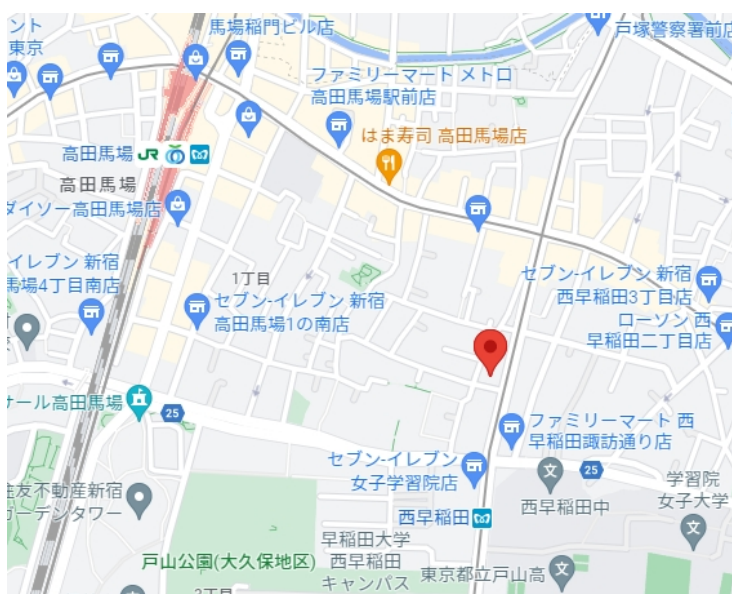 ント
東京
馬場稲門ビル店
戸塚警察署前店
ファミリーマート メトロ
高田馬場駅前店
はま寿司 高田馬場店
高田馬場 JR
高田馬場
ダイソー高田馬場店
イレブン 新宿
馬場4丁目南店
1丁目
セブン-イレブン 新宿
高田馬場1の南店
セブン-イレブン 新宿
西早稲田3丁目店
ローソン 西
早稲田二丁目店
ナール高田馬場
25
ファミリーマート 西
早稲田諏訪通り店
セブン-イレブン
女子学習院店
25
文
西早稲田中
学習院
女子大学
文
住友不動産新宿
ガーデンタワー
西早稲田
早稲田大学
西早稲田
キャンパス
戸山公園(大久保地区)
東京都立戸山高
文